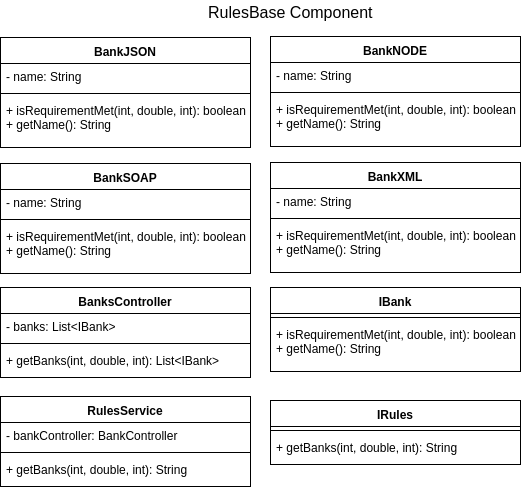 RulesBase Component
BankJSON
- name: String
+ isRequirementMet(int, double, int): boolean
+ getName(): String
BankNODE
- name: String
+ isRequirementMet(int, double, int): boolean
+ getName(): String
BankSOAP
- name: String
+ isRequirementMet(int, double, int): boolean
+ getName(): String
BankXML
- name: String
+ isRequirementMet(int, double, int): boolean
+ getName(): String
BanksController
- banks: List<IBank>
+ getBanks(int, double, int): List<IBank>
IBank
+ isRequirementMet(int, double, int): boolean
+ getName(): String
RulesService
- bankController: BankController
+ getBanks(int, double, int): String
IRules
+ getBanks(int, double, int): String